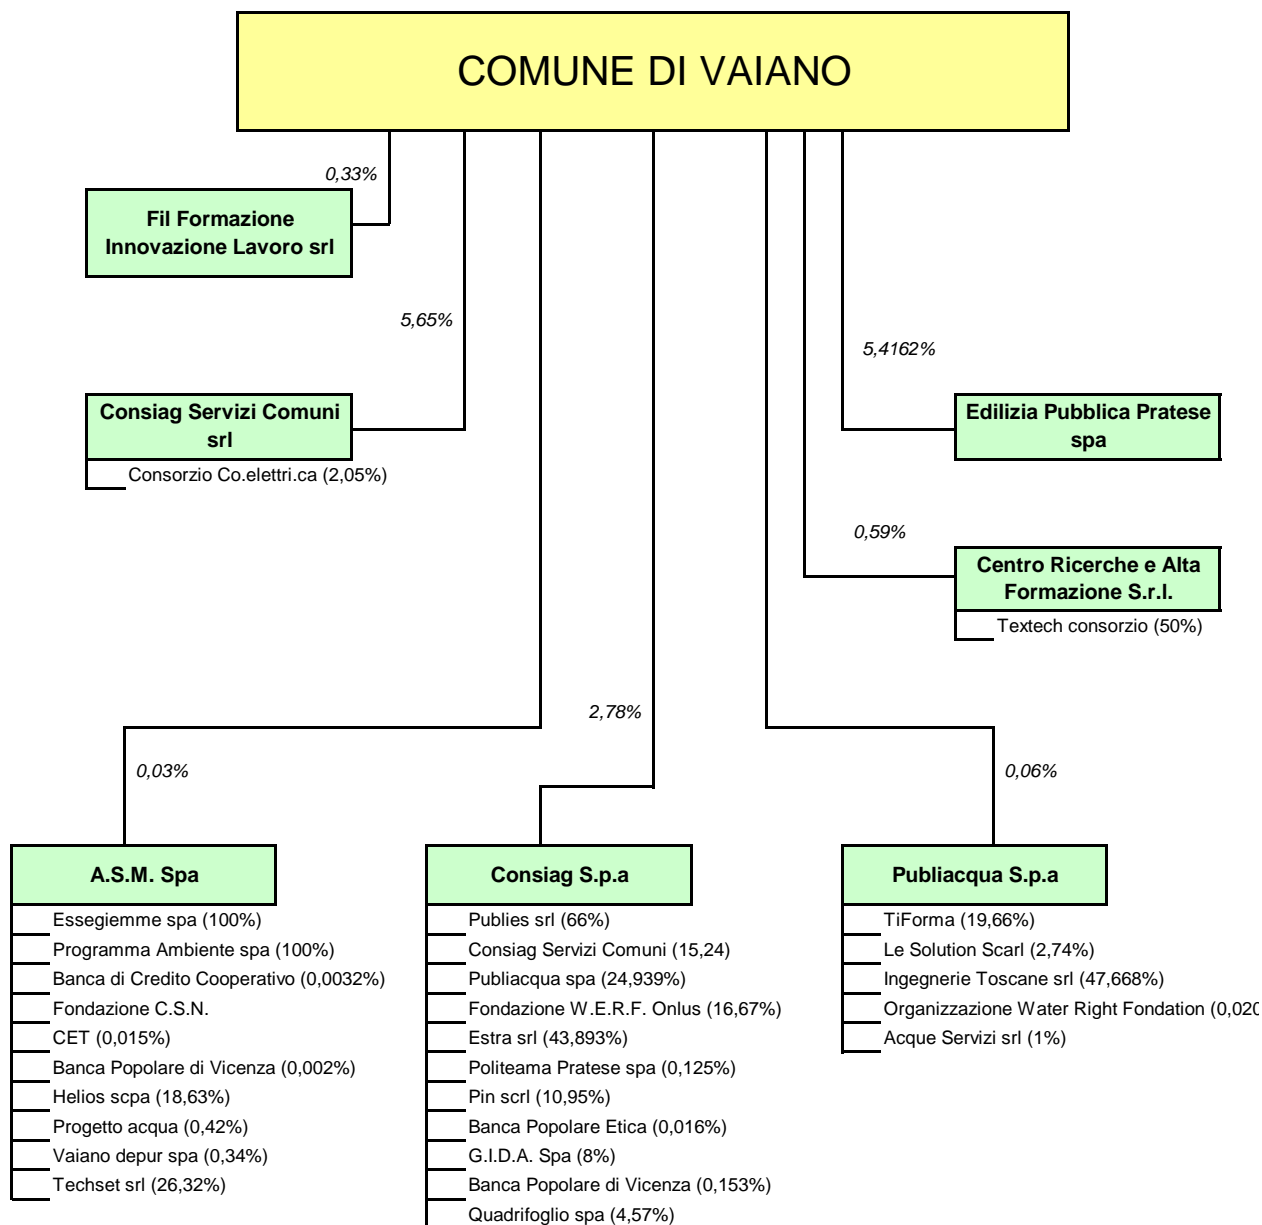 COMUNE DI VAIANO
0,33%
Fil Formazione
Innovazione Lavoro srl
5,65%
5,4162%
Consiag Servizi Comuni
srl
Consorzio Co.elettri.ca (2,05%)
Edilizia Pubblica Pratese
spa
0,59%
Centro Ricerche e Alta
Formazione S.r.l.
Textech consorzio (50%)
2,78%
0,03%
0,06%
A.S.M. Spa
Essegiemme spa (100%)
Programma Ambiente spa (100%)
Banca di Credito Cooperativo (0,0032%)
Fondazione C.S.N.
CET (0,015%)
Banca Popolare di Vicenza (0,002%)
Helios scpa (18,63%)
Progetto acqua (0,42%)
Vaiano depur spa (0,34%)
Techset srl (26,32%)
Consiag S.p.a
Publies srl (66%)
Consiag Servizi Comuni (15,24)
Publiacqua spa (24,939%)
Fondazione W.E.R.F. Onlus (16,67%)
Estra srl (43,893%)
Politeama Pratese spa (0,125%)
Pin scrl (10,95%)
Banca Popolare Etica (0,016%)
G.I.D.A. Spa (8%)
Banca Popolare di Vicenza (0,153%)
Quadrifoglio spa (4,57%)
Publiacqua S.p.a
TiForma (19,66%)
Le Solution Scarl (2,74%)
Ingegnerie Toscane srl (47,668%)
Organizzazione Water Right Fondation (0,020
Acque Servizi srl (1%)